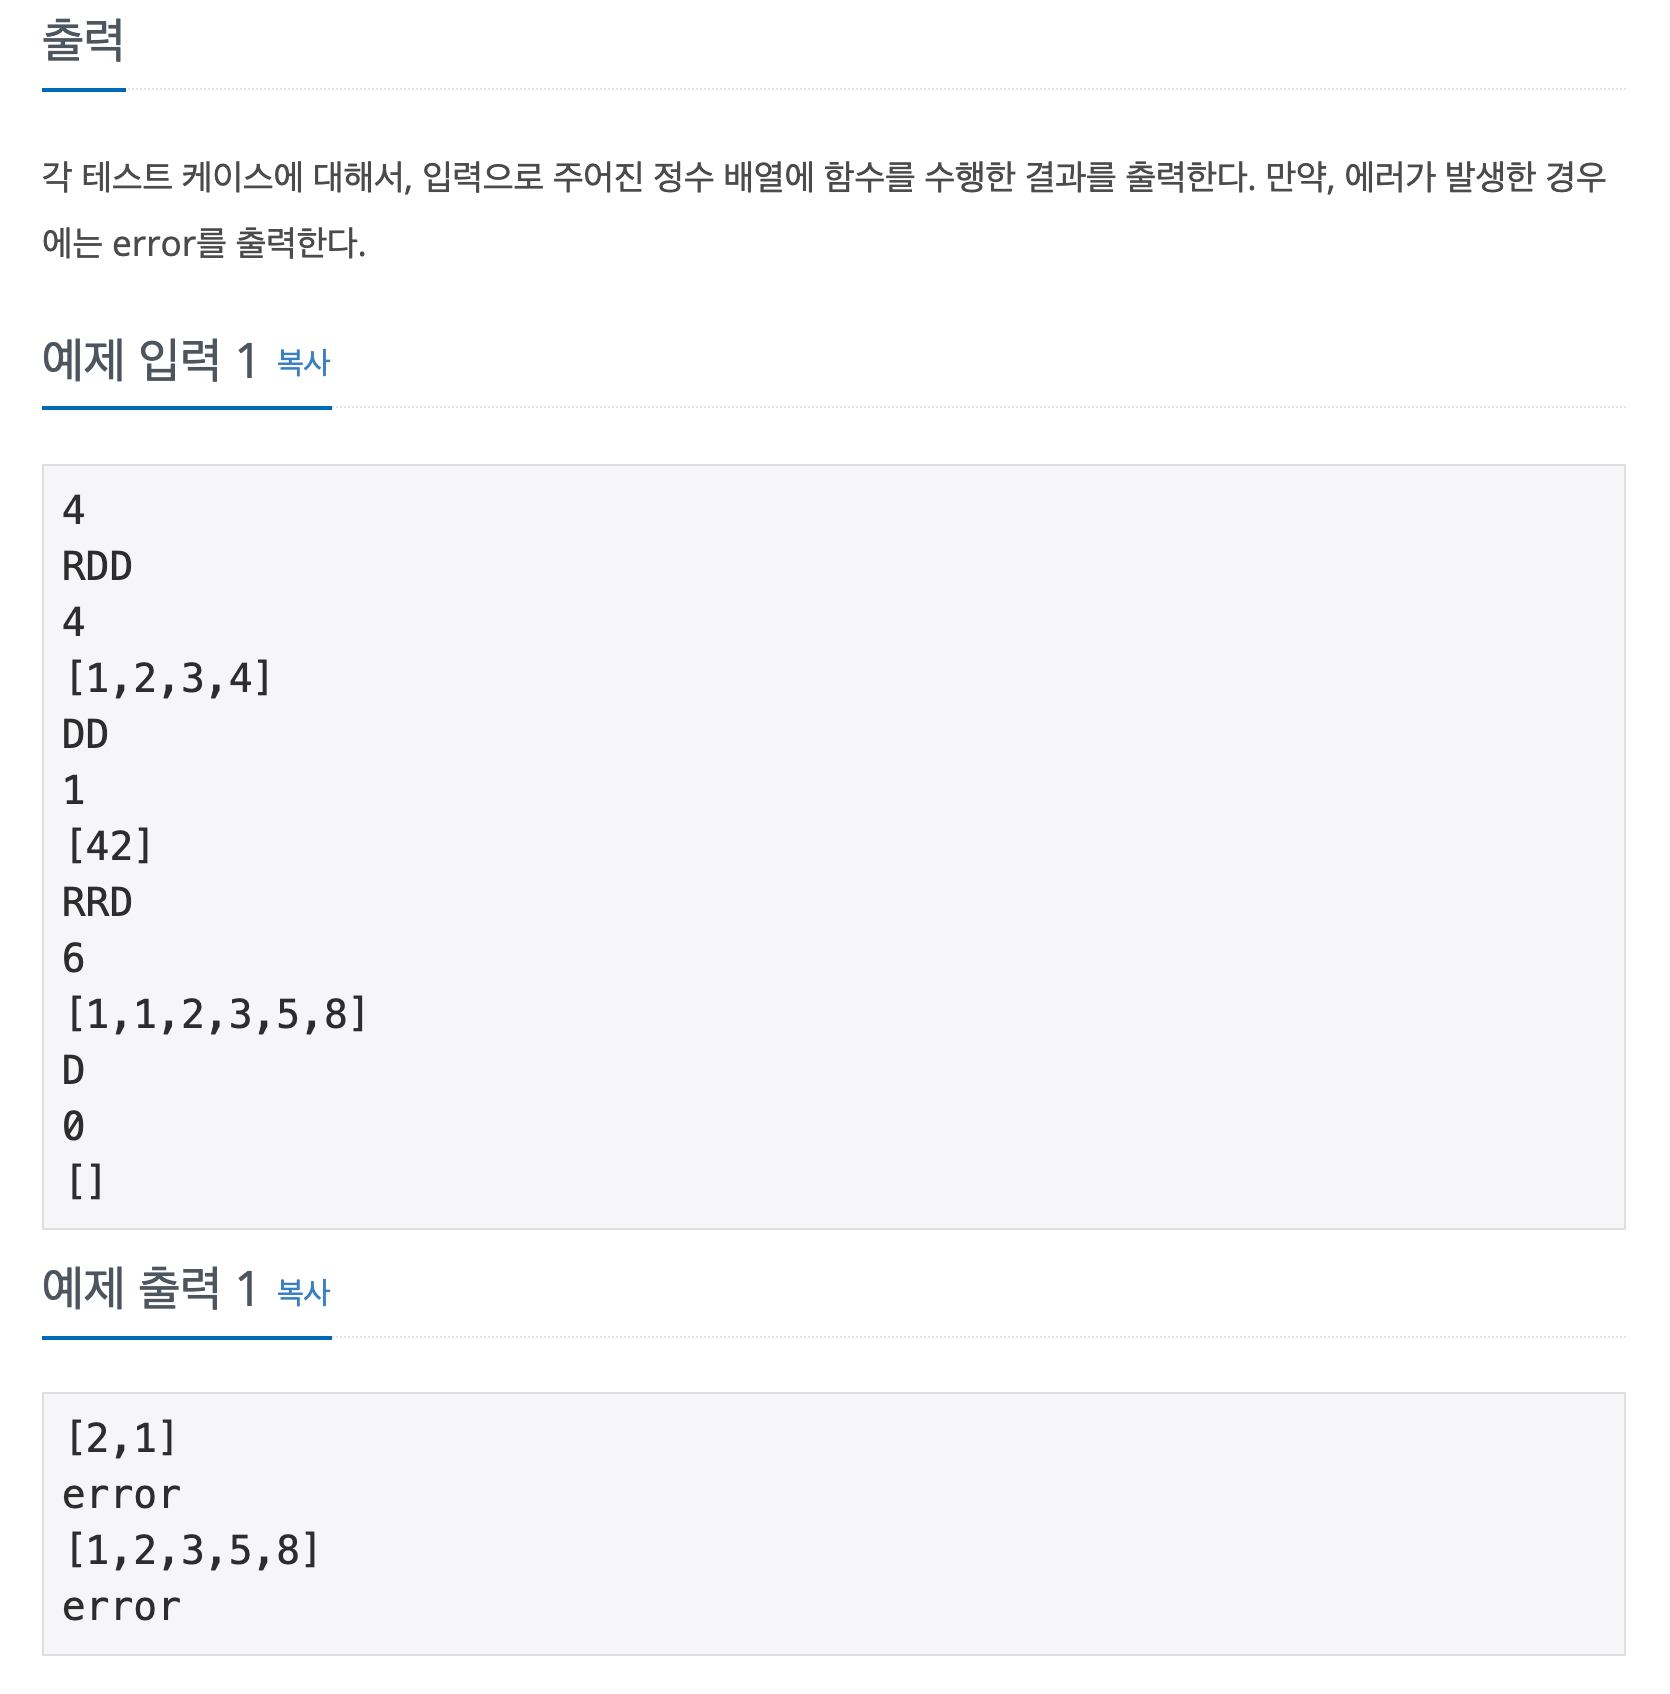 출력
각 테스트 케이스에 대해서, 입력으로 주어진 정수 배열에 함수를 수행한 결과를 출력한다. 만약, 에러가 발생한 경우
에는 error를 출력한다.
예제 입력 1 복사
4
RDD
4
[1,2,3,4]
DD
1
[42]
RRD
6
[1,1,2,3,5,8]
D
0
[]
예제 출력 1 복사
[2,1]
error
[1,2,3,5,8]
error